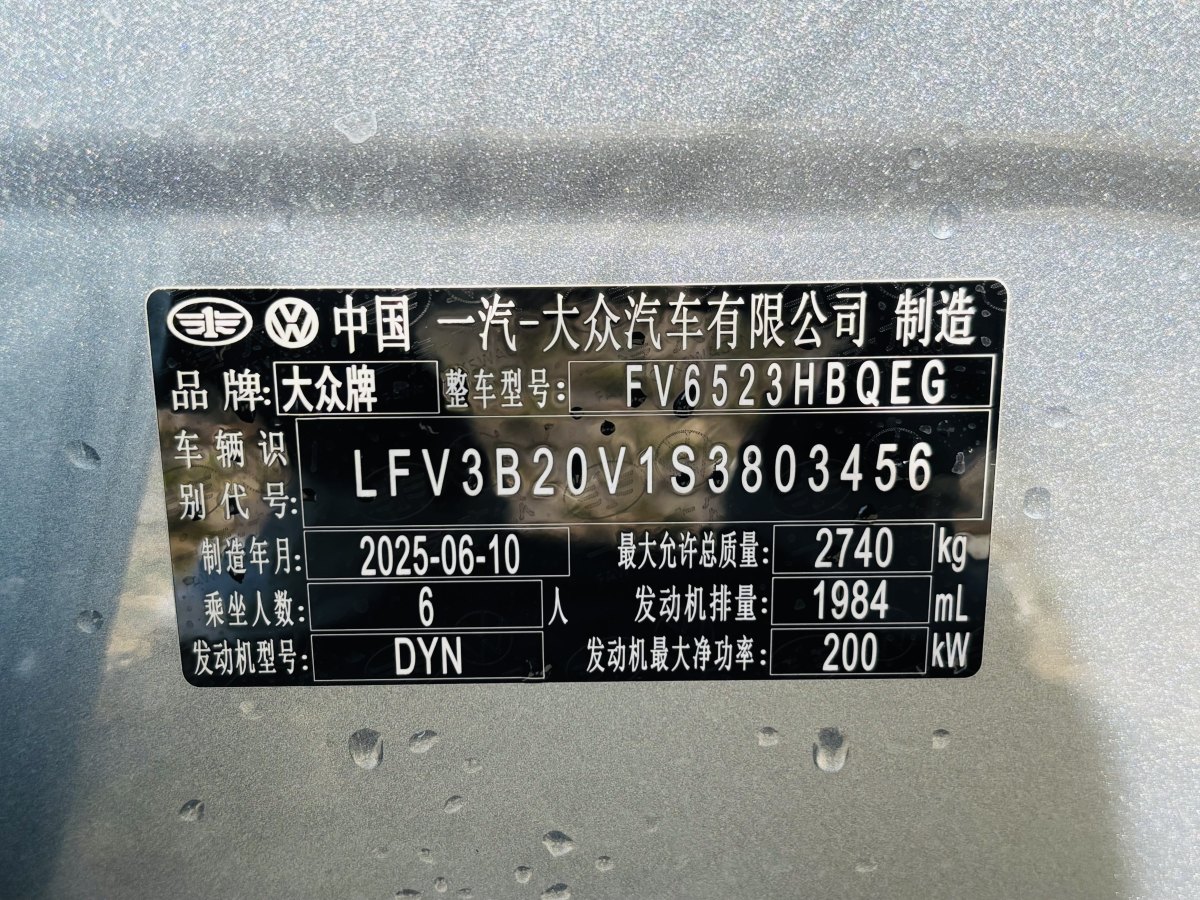 中国 一汽-大众汽车有限公司 制造
品牌: 大众牌 整车型号: FV6523HBQEG
车辆识别代号: LFV3B20V1S3803456
制造年月: 2025-06-10 最大允许总质量: 2740 kg
乘坐人数: 6 人 发动机排量: 1984 mL
发动机型号: DYN 发动机最大净功率: 200 kW